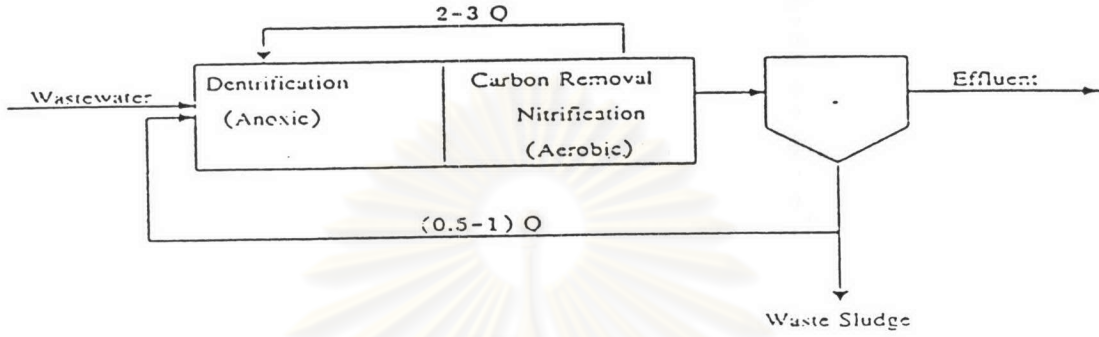 2-3 Q
Dentrification
(Anoxic)
Carbon Removal
Nitrification
(Aerobic)
Wastewater
Effluent
(0.5-1) Q
Waste Sludge